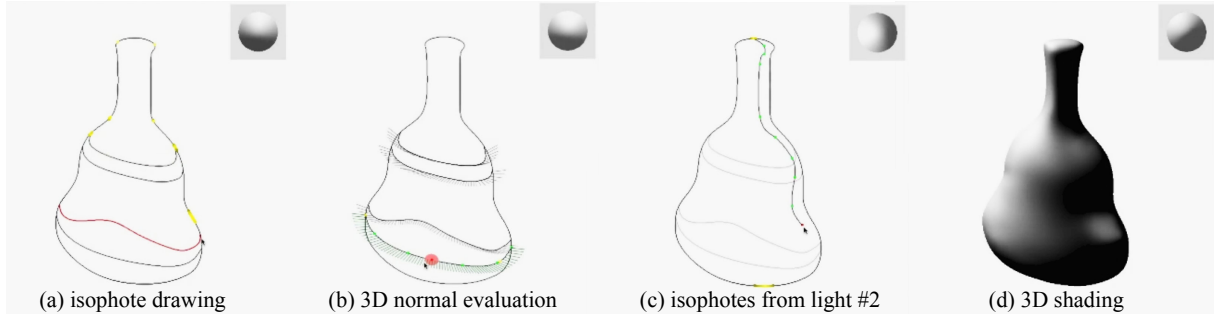 (a) isophote drawing
(b) 3D normal evaluation
(c) isophotes from light #2
(d) 3D shading